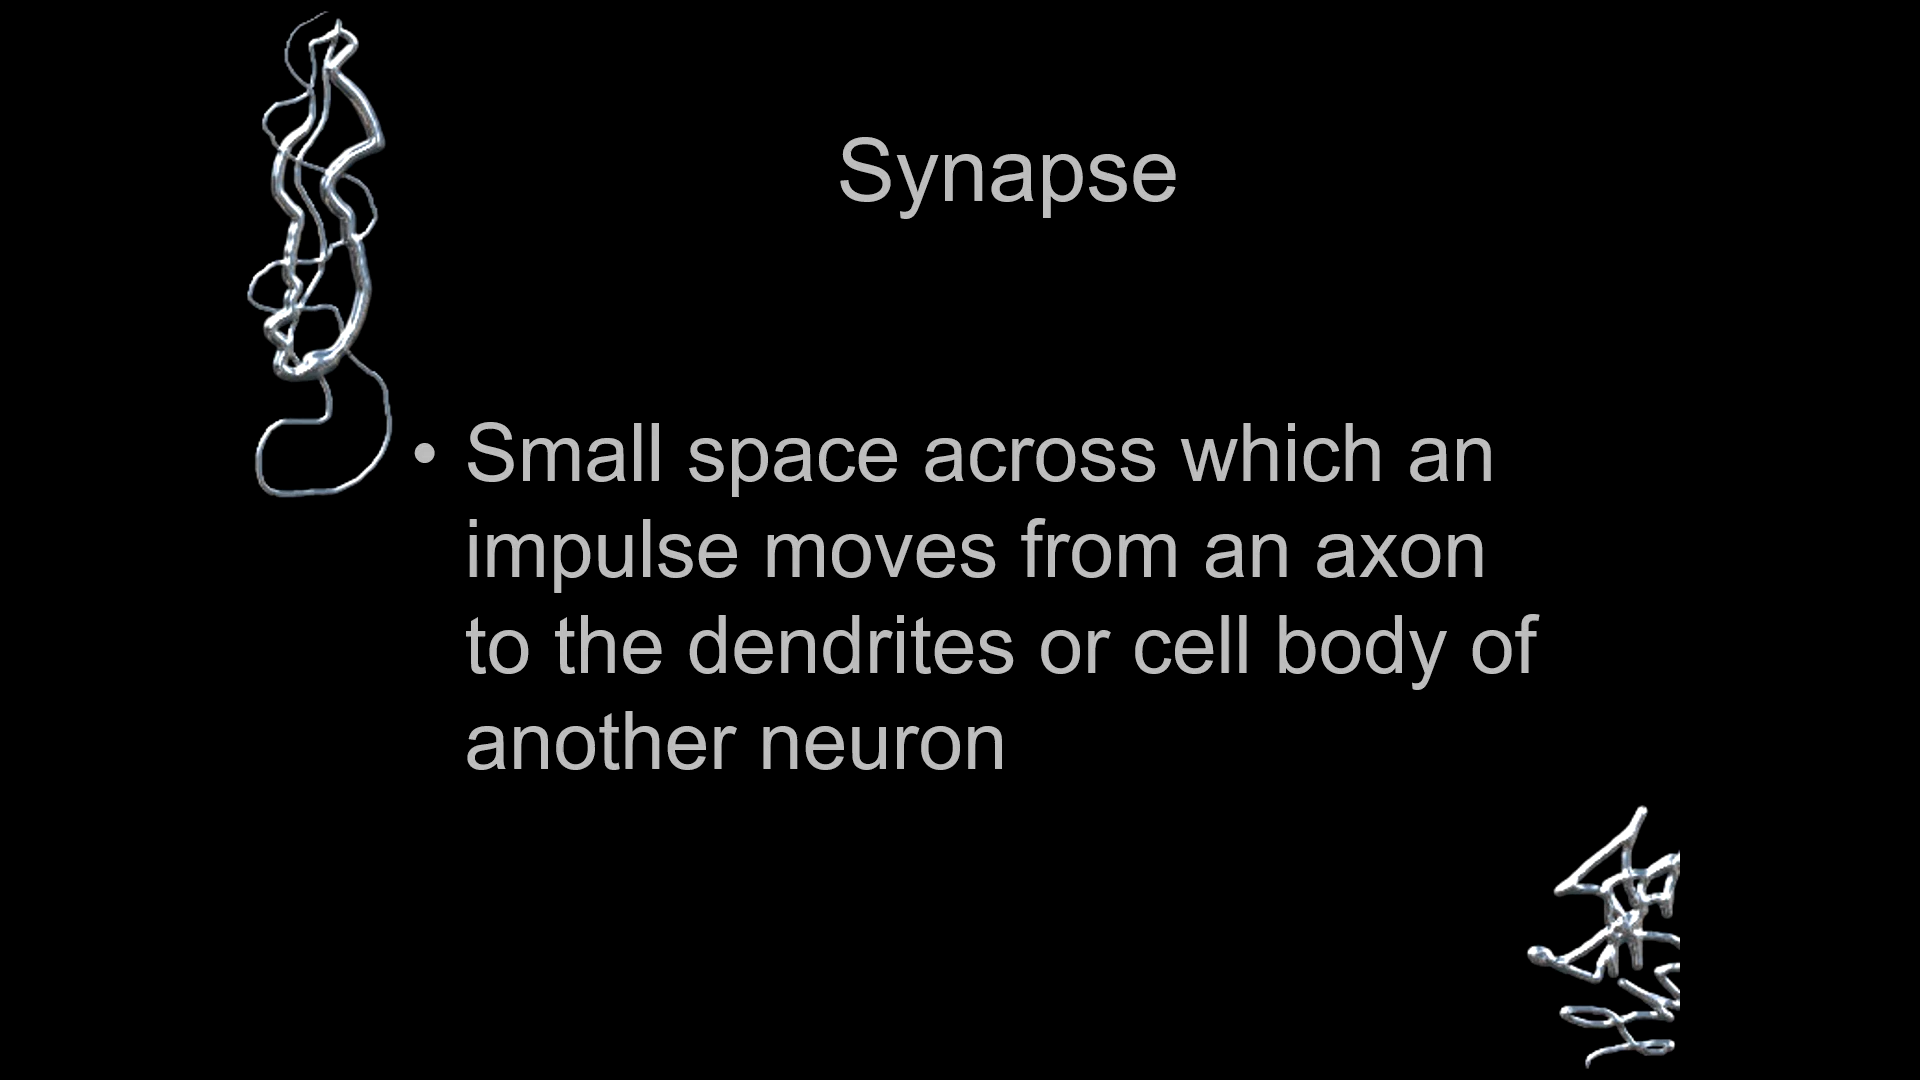 Synapse
• Small space across which an
impulse moves from an axon
to the dendrites or cell body of
another neuron